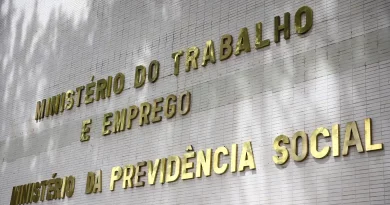 MINISTÉRIO DO TRABALHO
E EMPREGO
MINISTÉRIO DA PREVIDÊNCIA SOCIAL